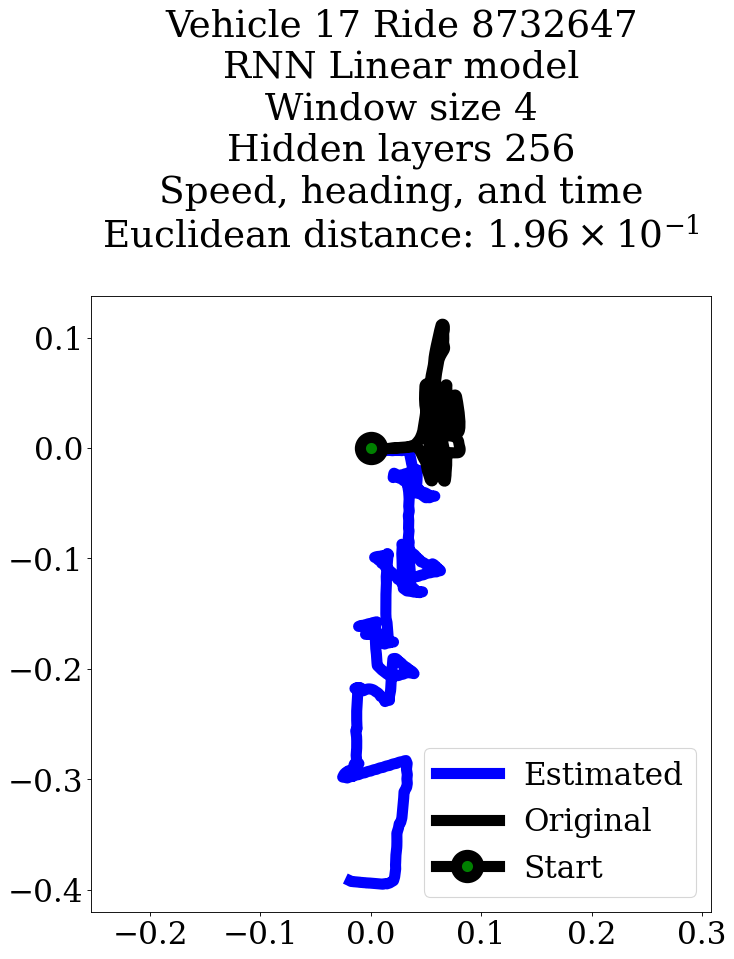 Vehicle 17 Ride 8732647
RNN Linear model
Window size 4
Hidden layers 256
Speed, heading, and time
Euclidean distance: 1.96 × 10⁻¹
0.1
0.0
−0.1
−0.2
−0.3
−0.4
Estimated
Original
Start
−0.2 −0.1 0.0 0.1 0.2 0.3